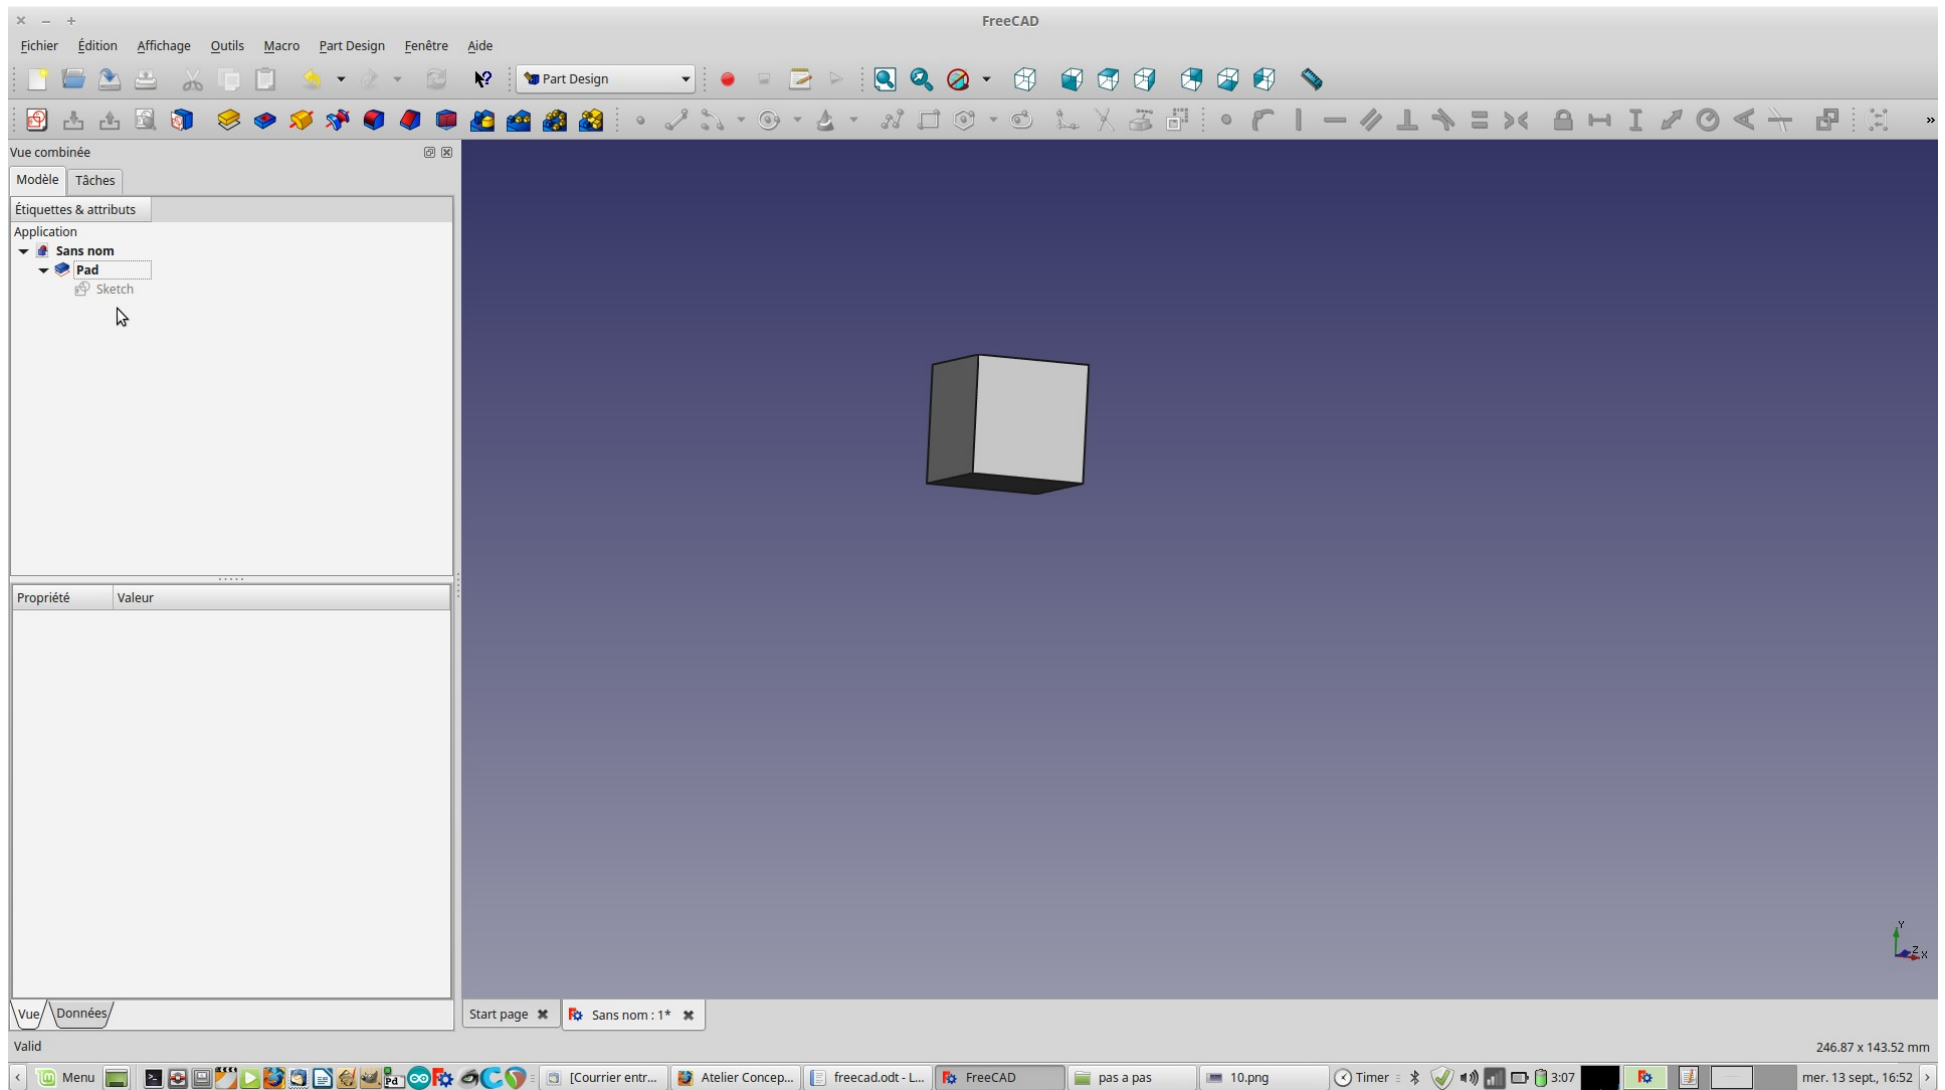 FreeCAD
Fichier Édition Affichage Outils Macro Part Design Fenêtre Aide
Part Design
Vue combinée
Modèle Tâches
Étiquettes & attributs
Application
Sans nom
Pad
Sketch
Propriété Valeur
Y
Z
X
Vue Données
Start page Sans nom : 1*
Valid 246.87 x 143.52 mm
Menu Pd [Courrier entr... Atelier Concep... freecad.odt - L... FreeCAD pas a pas 10.png Timer 3:07 mer. 13 sept., 16:52